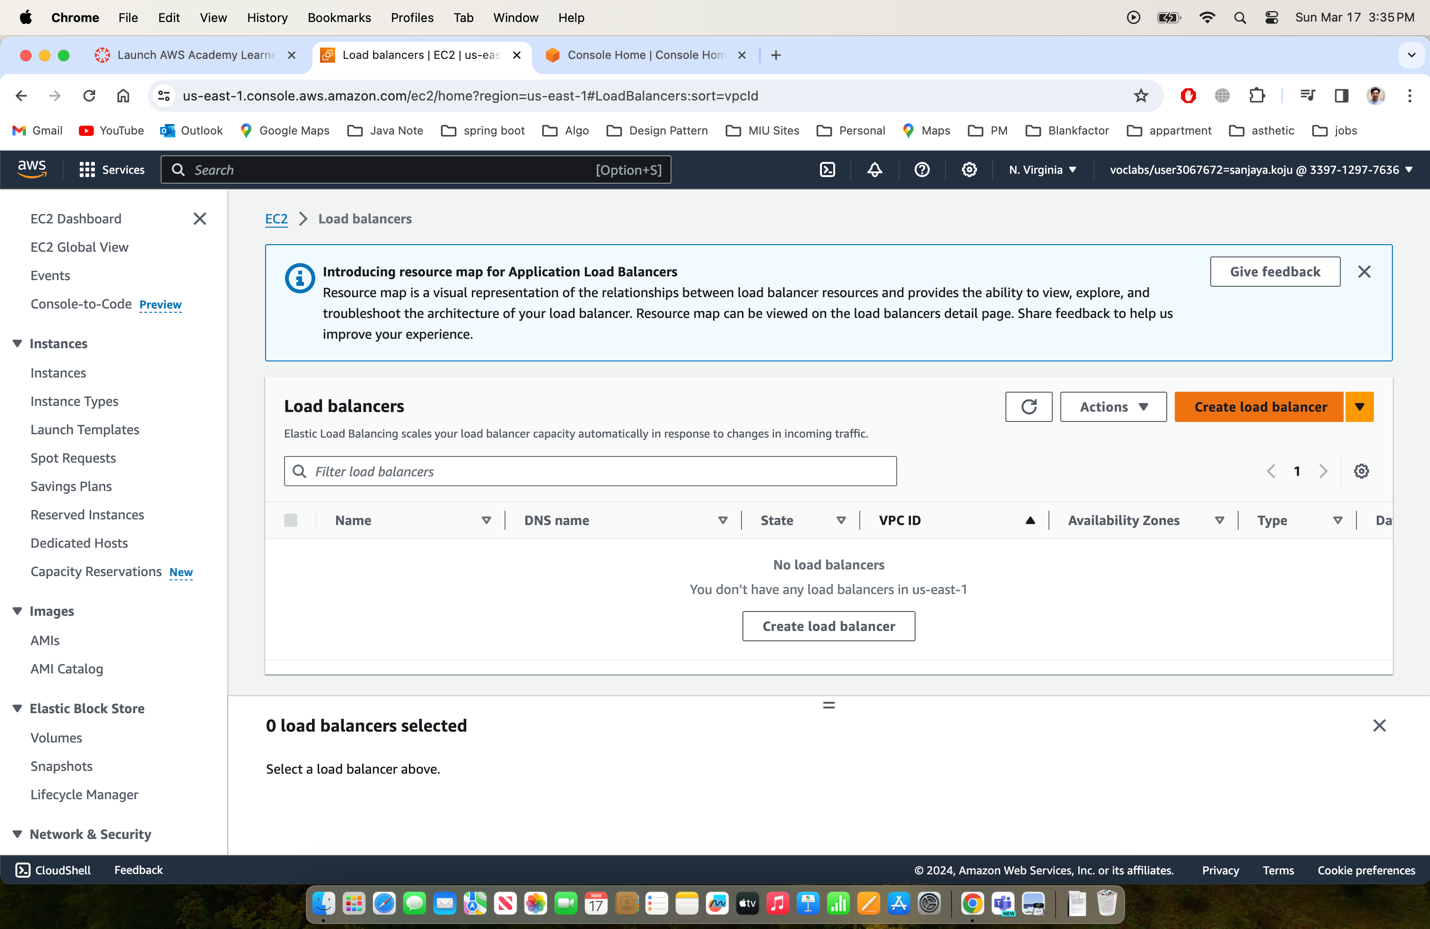 Chrome File Edit View History Bookmarks Profiles Tab Window Help Sun Mar 17 3:35 PM
Launch AWS Academy Learne Load balancers | EC2 | us-eas Console Home | Console Hom
us-east-1.console.aws.amazon.com/ec2/home?region=us-east-1#LoadBalancers:sort=vpcId
Gmail YouTube Outlook Google Maps Java Note spring boot Algo Design Pattern MIU Sites Personal Maps PM Blankfactor appartment asthetic jobs
aws Services Search [Option+S] N. Virginia voclabs/user3067672=sanjaya.koju @ 3397-1297-7636
EC2 Dashboard
EC2 Global View
Events
Console-to-Code Preview
Instances
Instances
Instance Types
Launch Templates
Spot Requests
Savings Plans
Reserved Instances
Dedicated Hosts
Capacity Reservations New
Images
AMIs
AMI Catalog
Elastic Block Store
Volumes
Snapshots
Lifecycle Manager
Network & Security
EC2 Load balancers
Introducing resource map for Application Load Balancers
Resource map is a visual representation of the relationships between load balancer resources and provides the ability to view, explore, and
troubleshoot the architecture of your load balancer. Resource map can be viewed on the load balancers detail page. Share feedback to help us
improve your experience.
Give feedback
Load balancers
Actions Create load balancer
Elastic Load Balancing scales your load balancer capacity automatically in response to changes in incoming traffic.
Filter load balancers
1
Name DNS name State VPC ID Availability Zones Type Da
No load balancers
You don't have any load balancers in us-east-1
Create load balancer
0 load balancers selected
Select a load balancer above.
CloudShell Feedback © 2024, Amazon Web Services, Inc. or its affiliates. Privacy Terms Cookie preferences
MAR
17
tv
NEW